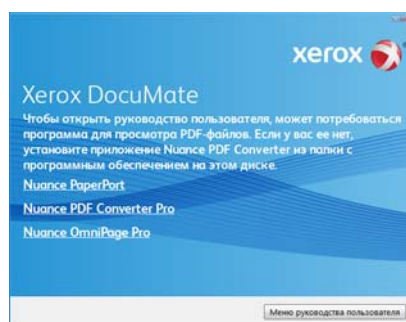 xerox
Xerox DocuMate
Чтобы открыть руководство пользователя, может потребоваться
программа для просмотра PDF-файлов. Если у вас ее нет,
установите приложение Nuance PDF Converter из папки с
программным обеспечением на этом диске.
Nuance PaperPort
Nuance PDF Converter Pro
Nuance OmniPage Pro
Меню руководства пользователя